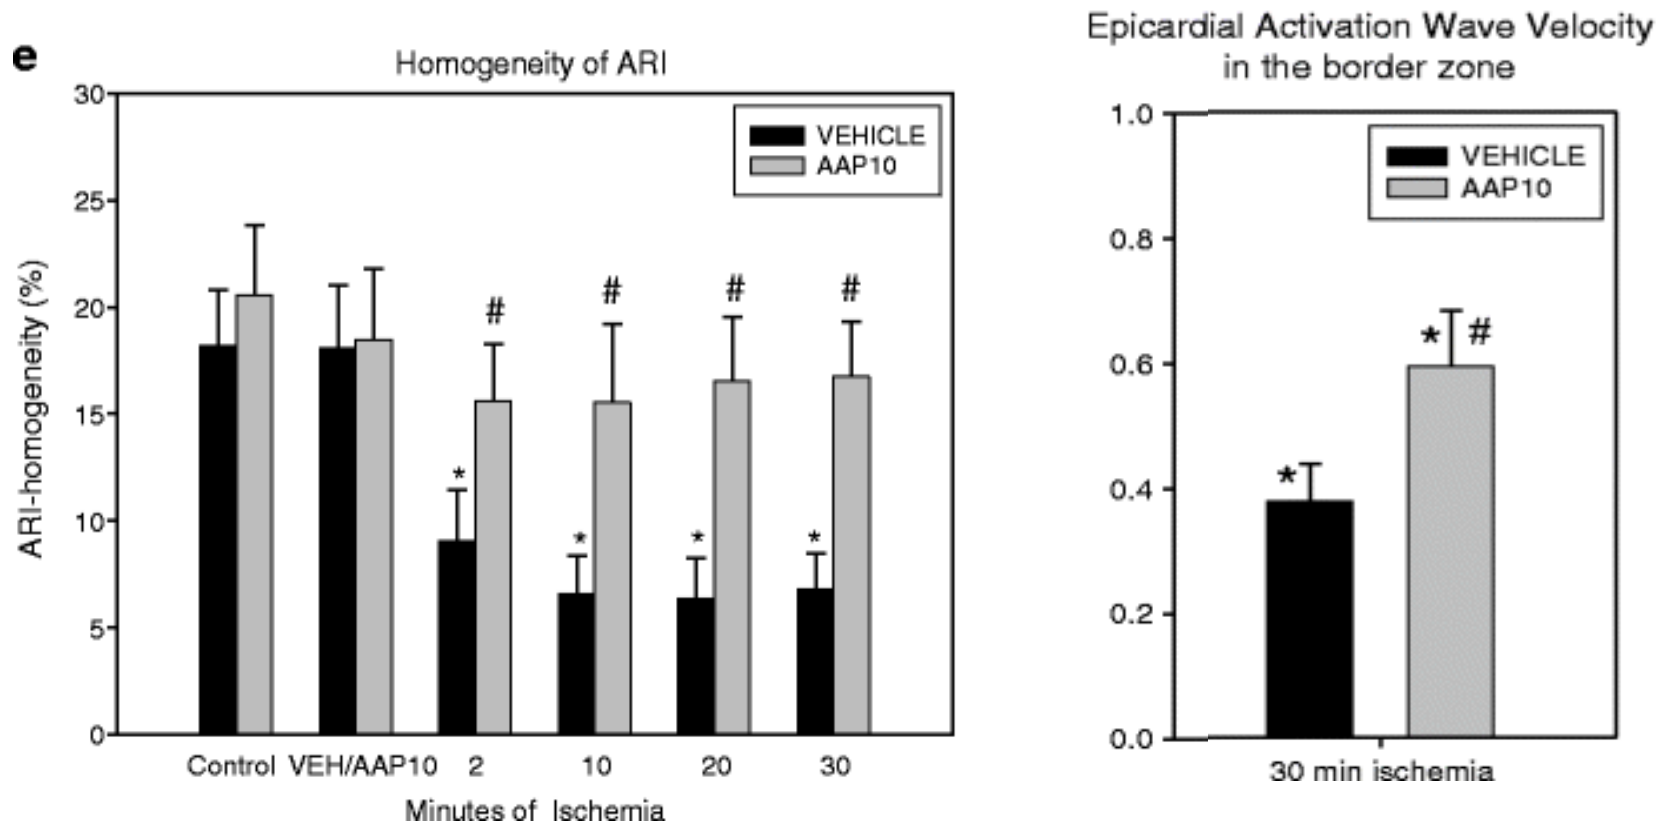 e
Homogeneity of ARI
30
25
20
15
10
5
0
ARI-homogeneity (%)
VEHICLE
AAP10
* # * # * # * #
Control VEH/AAP10 2 10 20 30
Minutes of Ischemia
Epicardial Activation Wave Velocity
in the border zone
1.0
0.8
0.6
0.4
0.2
0.0
VEHICLE
AAP10
* * #
30 min ischemia